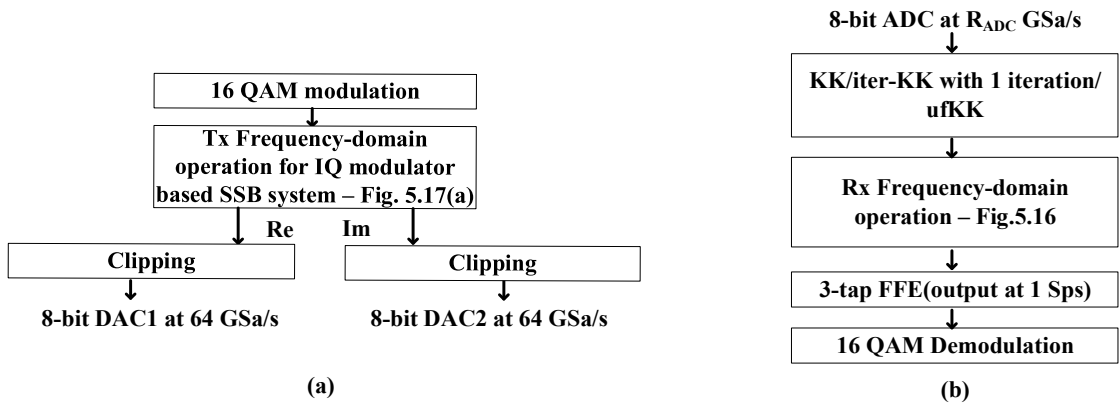 16 QAM modulation
Tx Frequency-domain
operation for IQ modulator
based SSB system – Fig. 5.17(a)
Re
Im
Clipping
Clipping
8-bit DAC1 at 64 GSa/s
8-bit DAC2 at 64 GSa/s
(a)
8-bit ADC at RADC GSa/s
KK/iter-KK with 1 iteration/
ufKK
Rx Frequency-domain
operation – Fig.5.16
3-tap FFE(output at 1 Sps)
16 QAM Demodulation
(b)